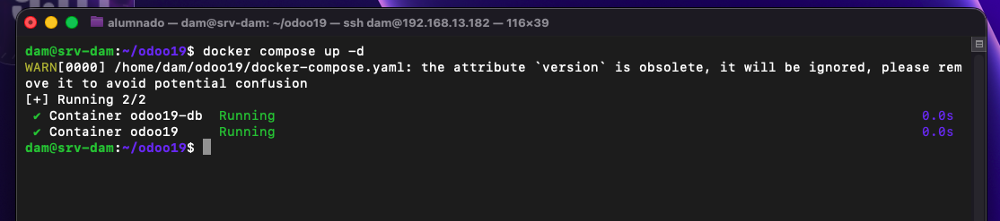 alumnado — dam@srv-dam: ~/odoo19 — ssh dam@192.168.13.182 — 116×39
dam@srv-dam:~/odoo19$ docker compose up -d
WARN[0000] /home/dam/odoo19/docker-compose.yaml: the attribute `version` is obsolete, it will be ignored, please rem
ove it to avoid potential confusion
[+] Running 2/2
✔ Container odoo19-db  Running 0.0s
✔ Container odoo19     Running 0.0s
dam@srv-dam:~/odoo19$